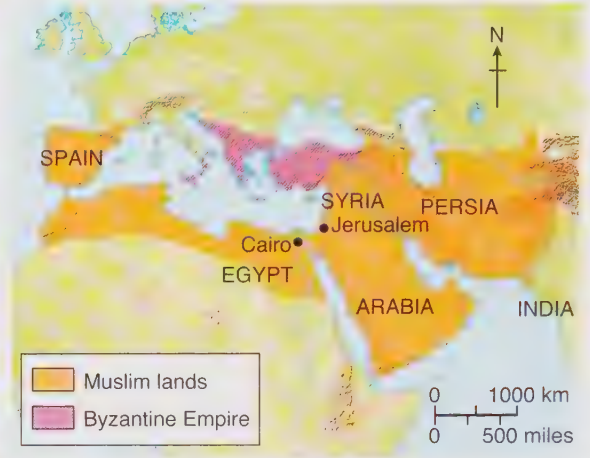 N
SPAIN
SYRIA
PERSIA
Jerusalem
Cairo
EGYPT
ARABIA
INDIA
Muslim lands
Byzantine Empire
0 1000 km
0 500 miles